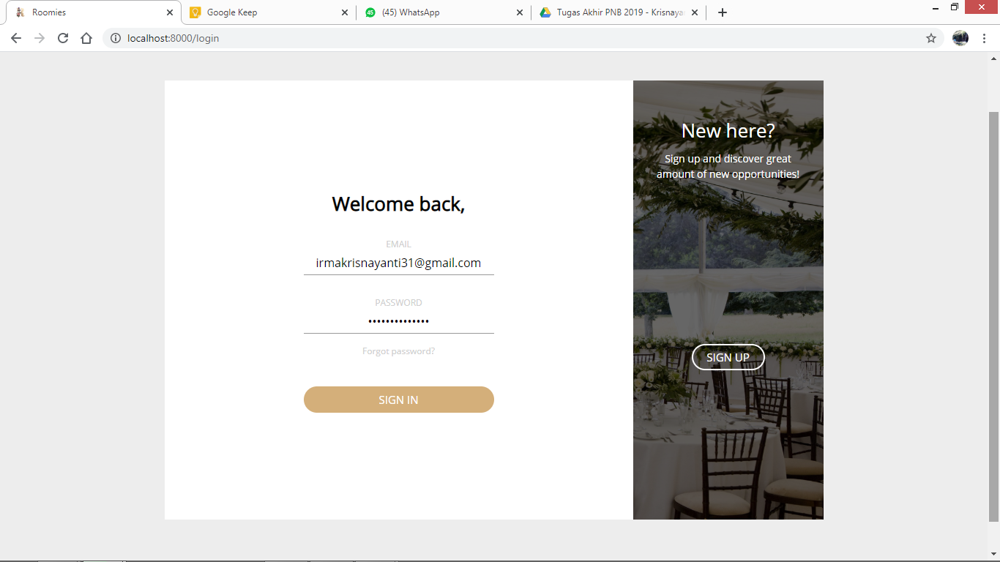 Roomies
Google Keep
(45) WhatsApp
Tugas Akhir PNB 2019 - Krisnaya
45
localhost:8000/login
New here?
Sign up and discover great
amount of new opportunities!
Welcome back,
EMAIL
irmakrisnayanti31@gmail.com
PASSWORD
••••••••••••••
Forgot password?
SIGN UP
SIGN IN